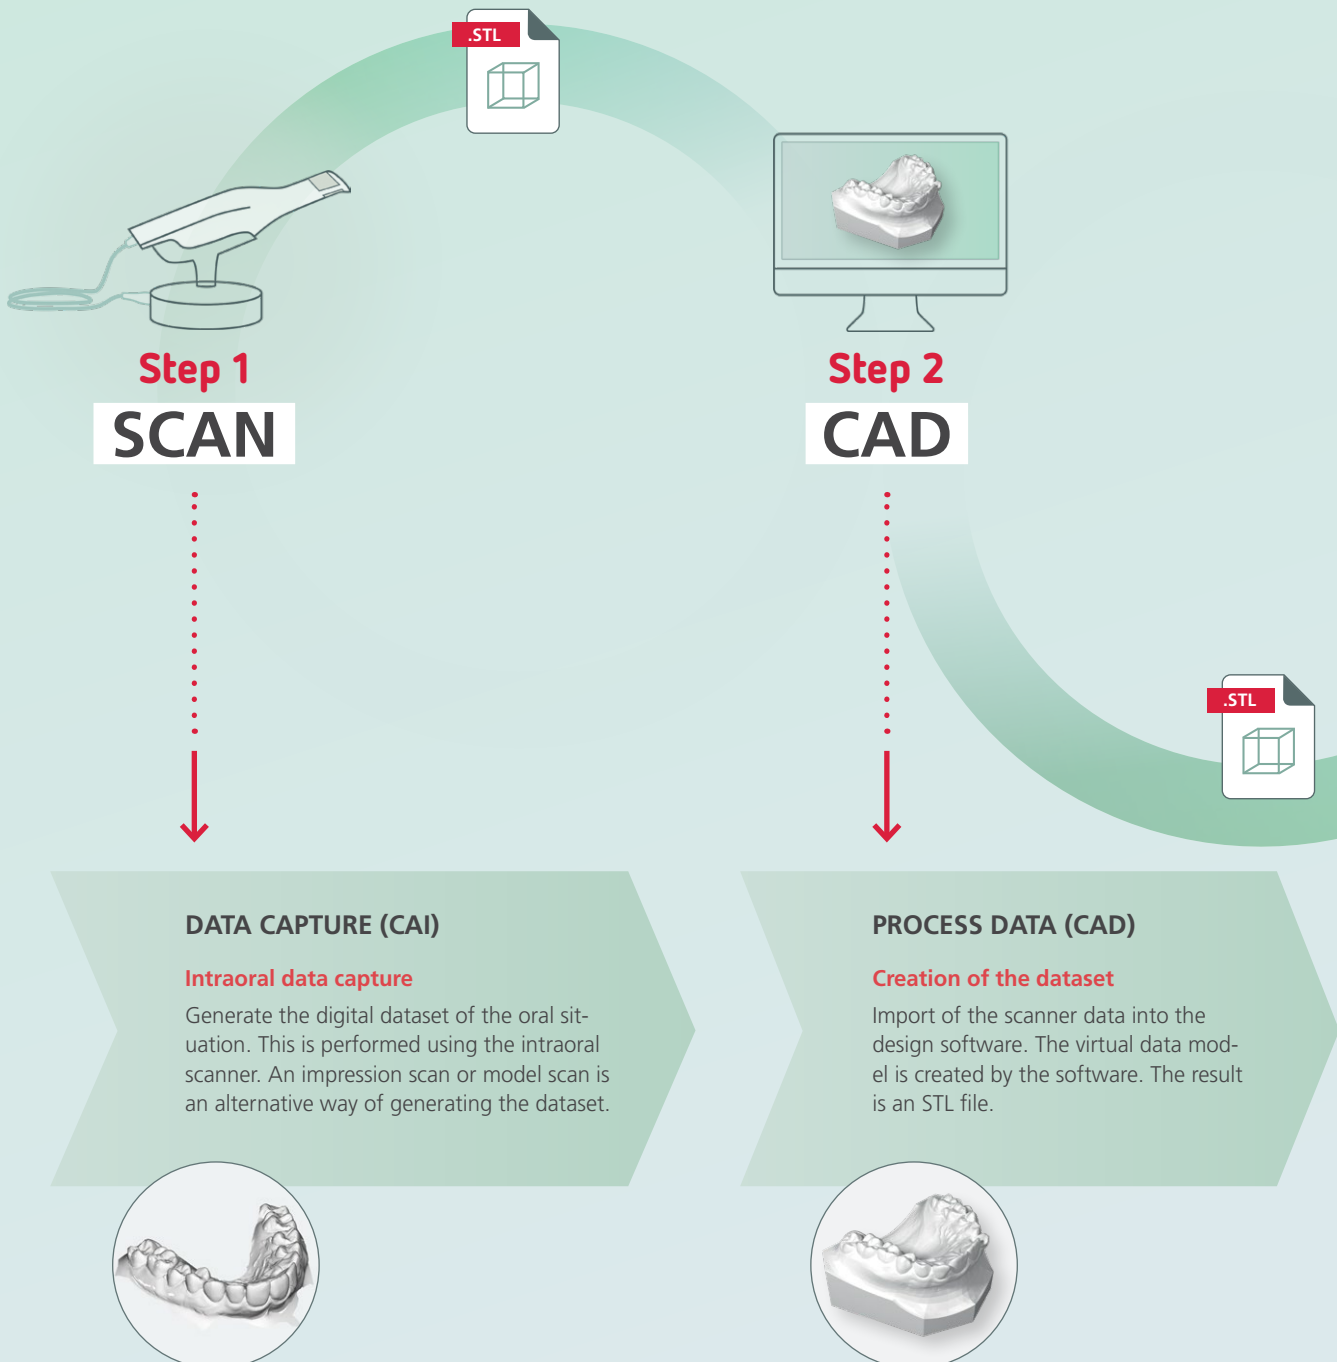 .STL
Step 1
SCAN
Step 2
CAD
.STL
DATA CAPTURE (CAI)
Intraoral data capture
Generate the digital dataset of the oral sit-
uation. This is performed using the intraoral
scanner. An impression scan or model scan is
an alternative way of generating the dataset.
PROCESS DATA (CAD)
Creation of the dataset
Import of the scanner data into the
design software. The virtual data mod-
el is created by the software. The result
is an STL file.